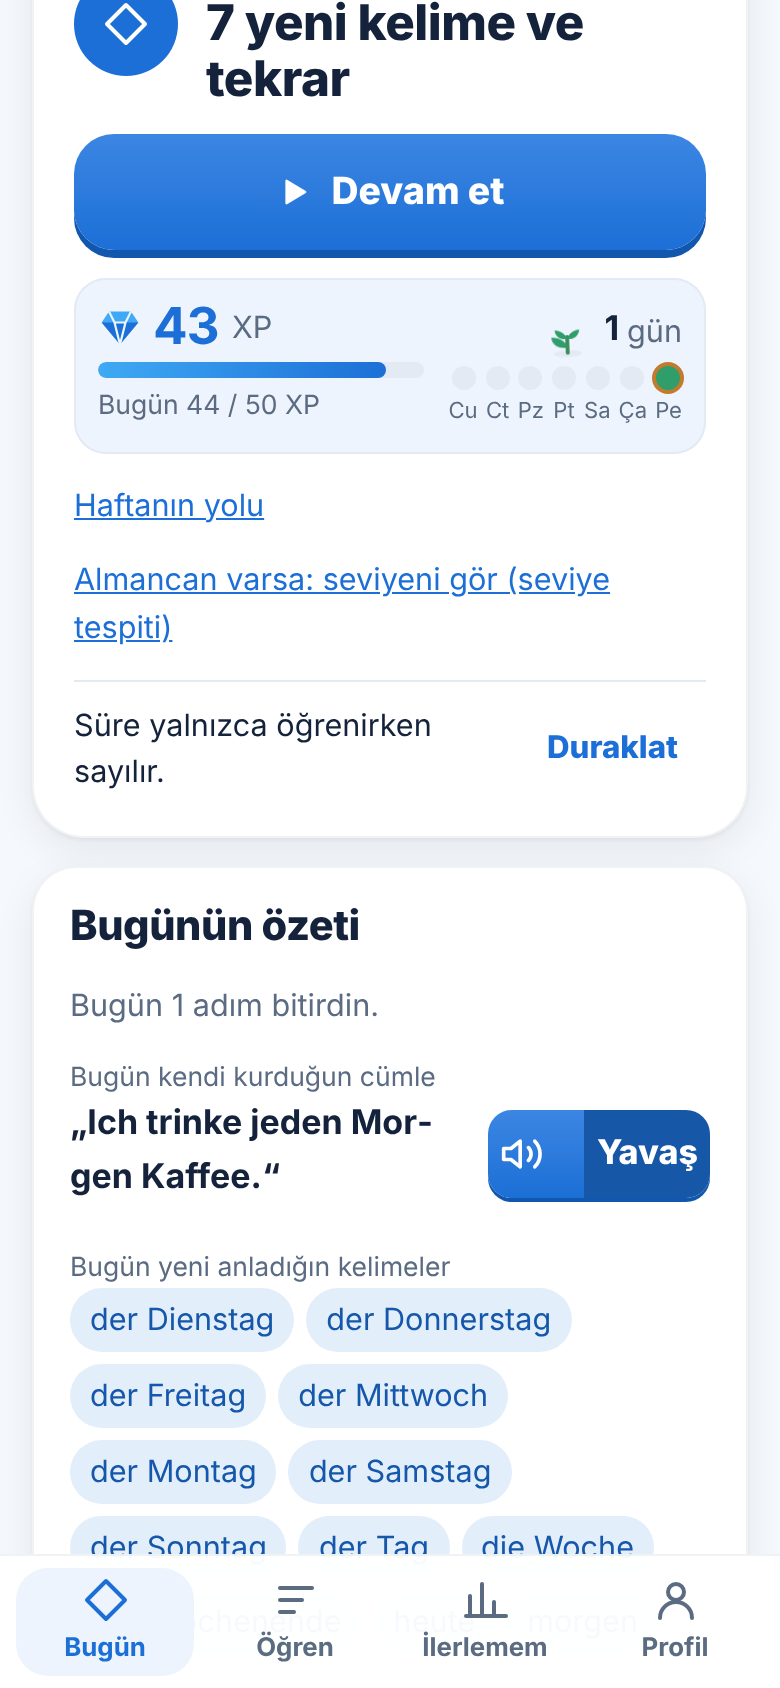 7 yeni kelime ve
tekrar
Devam et
43 XP
1 gün
Bugün 44 / 50 XP
Cu Ct Pz Pt Sa Ça Pe
Haftanın yolu
Almancan varsa: seviyeni gör (seviye
tespiti)
Süre yalnızca öğrenirken
sayılır.
Duraklat
Bugünün özeti
Bugün 1 adım bitirdin.
Bugün kendi kurduğun cümle
„Ich trinke jeden Mor-
gen Kaffee.“
Yavaş
Bugün yeni anladığın kelimeler
der Dienstag der Donnerstag
der Freitag der Mittwoch
der Montag der Samstag
der Sonntag der Tag die Woche
heute morgen
Bugün Öğren İlerlemem Profil